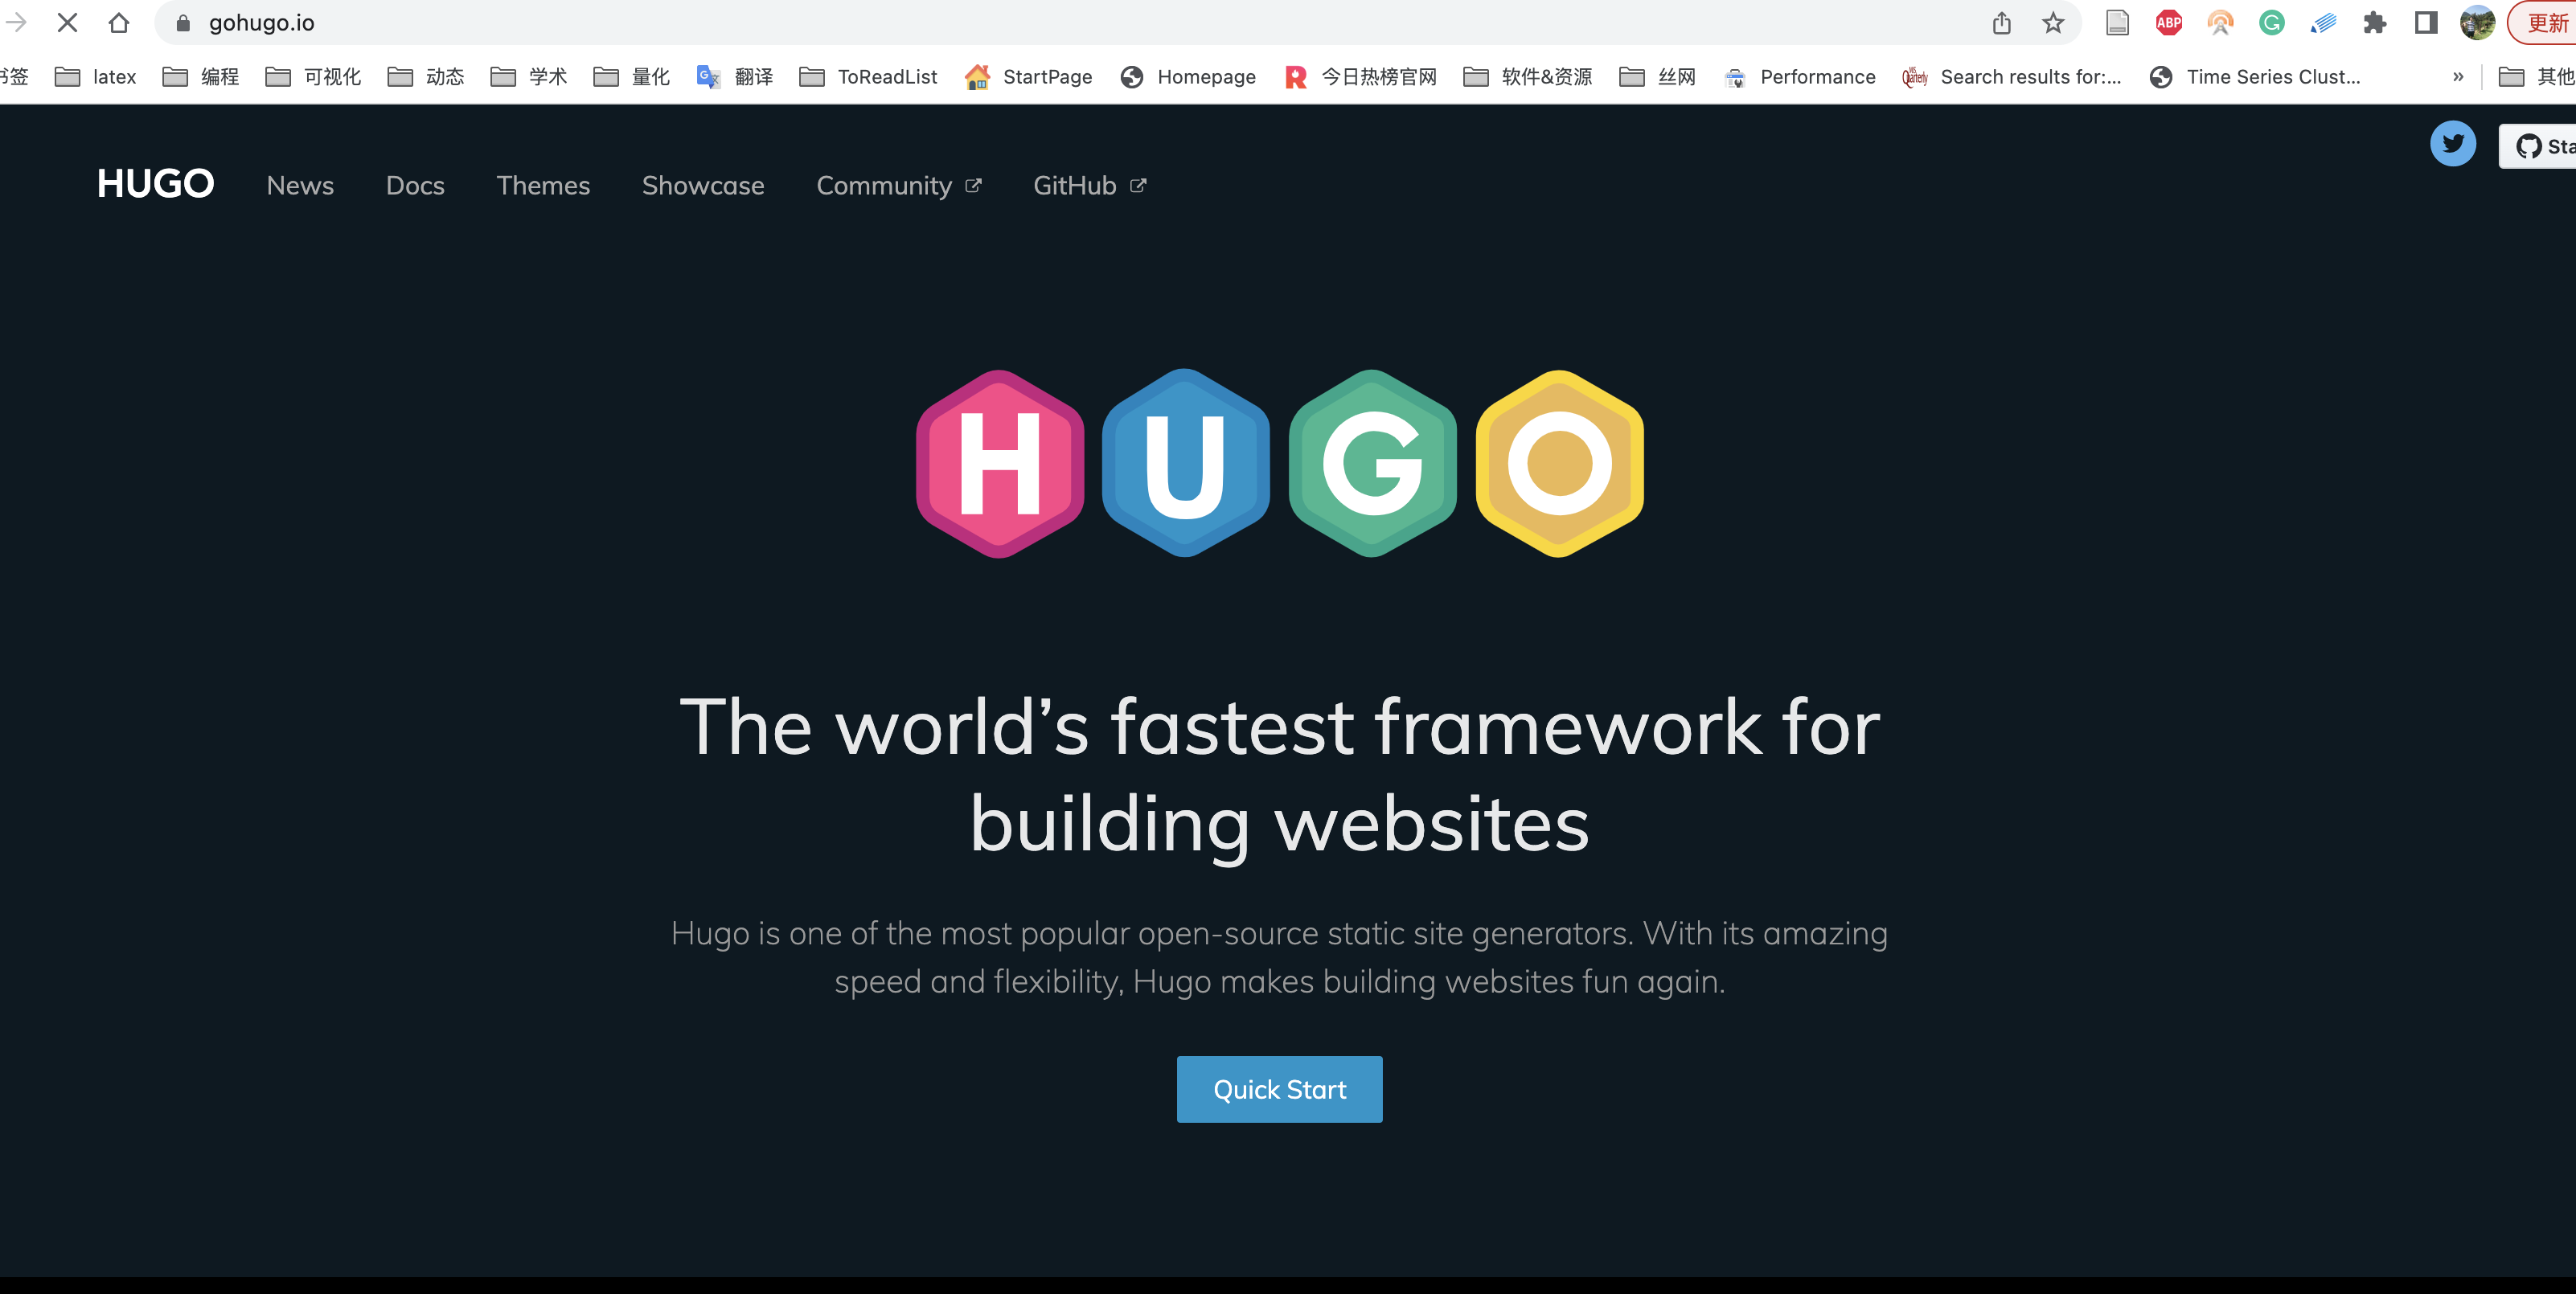 gohugo.io
ABP
更新
书签 latex 编程 可视化 动态 学术 量化 翻译 ToReadList StartPage Homepage 今日热榜官网 软件&资源 丝网 Performance Search results for:... Time Series Clust... » 其他
HUGO News Docs Themes Showcase Community GitHub
Sta
HUGO
The world’s fastest framework for
building websites
Hugo is one of the most popular open-source static site generators. With its amazing
speed and flexibility, Hugo makes building websites fun again.
Quick Start